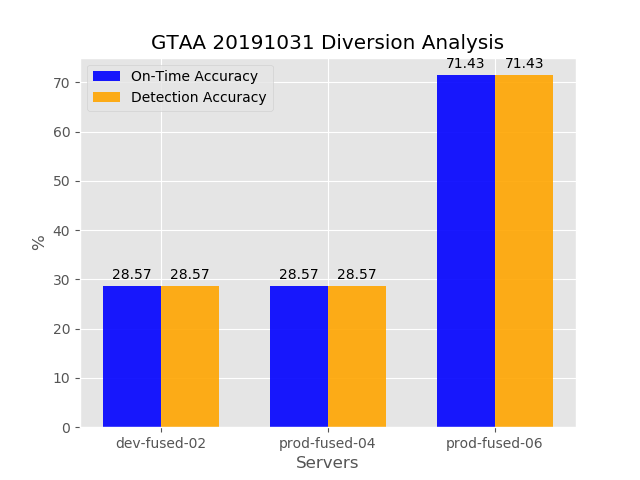 GTAA 20191031 Diversion Analysis
On-Time Accuracy
Detection Accuracy
71.43 71.43
28.57 28.57 28.57 28.57
70
60
50
40
30
20
10
0
%
dev-fused-02 prod-fused-04 prod-fused-06
Servers